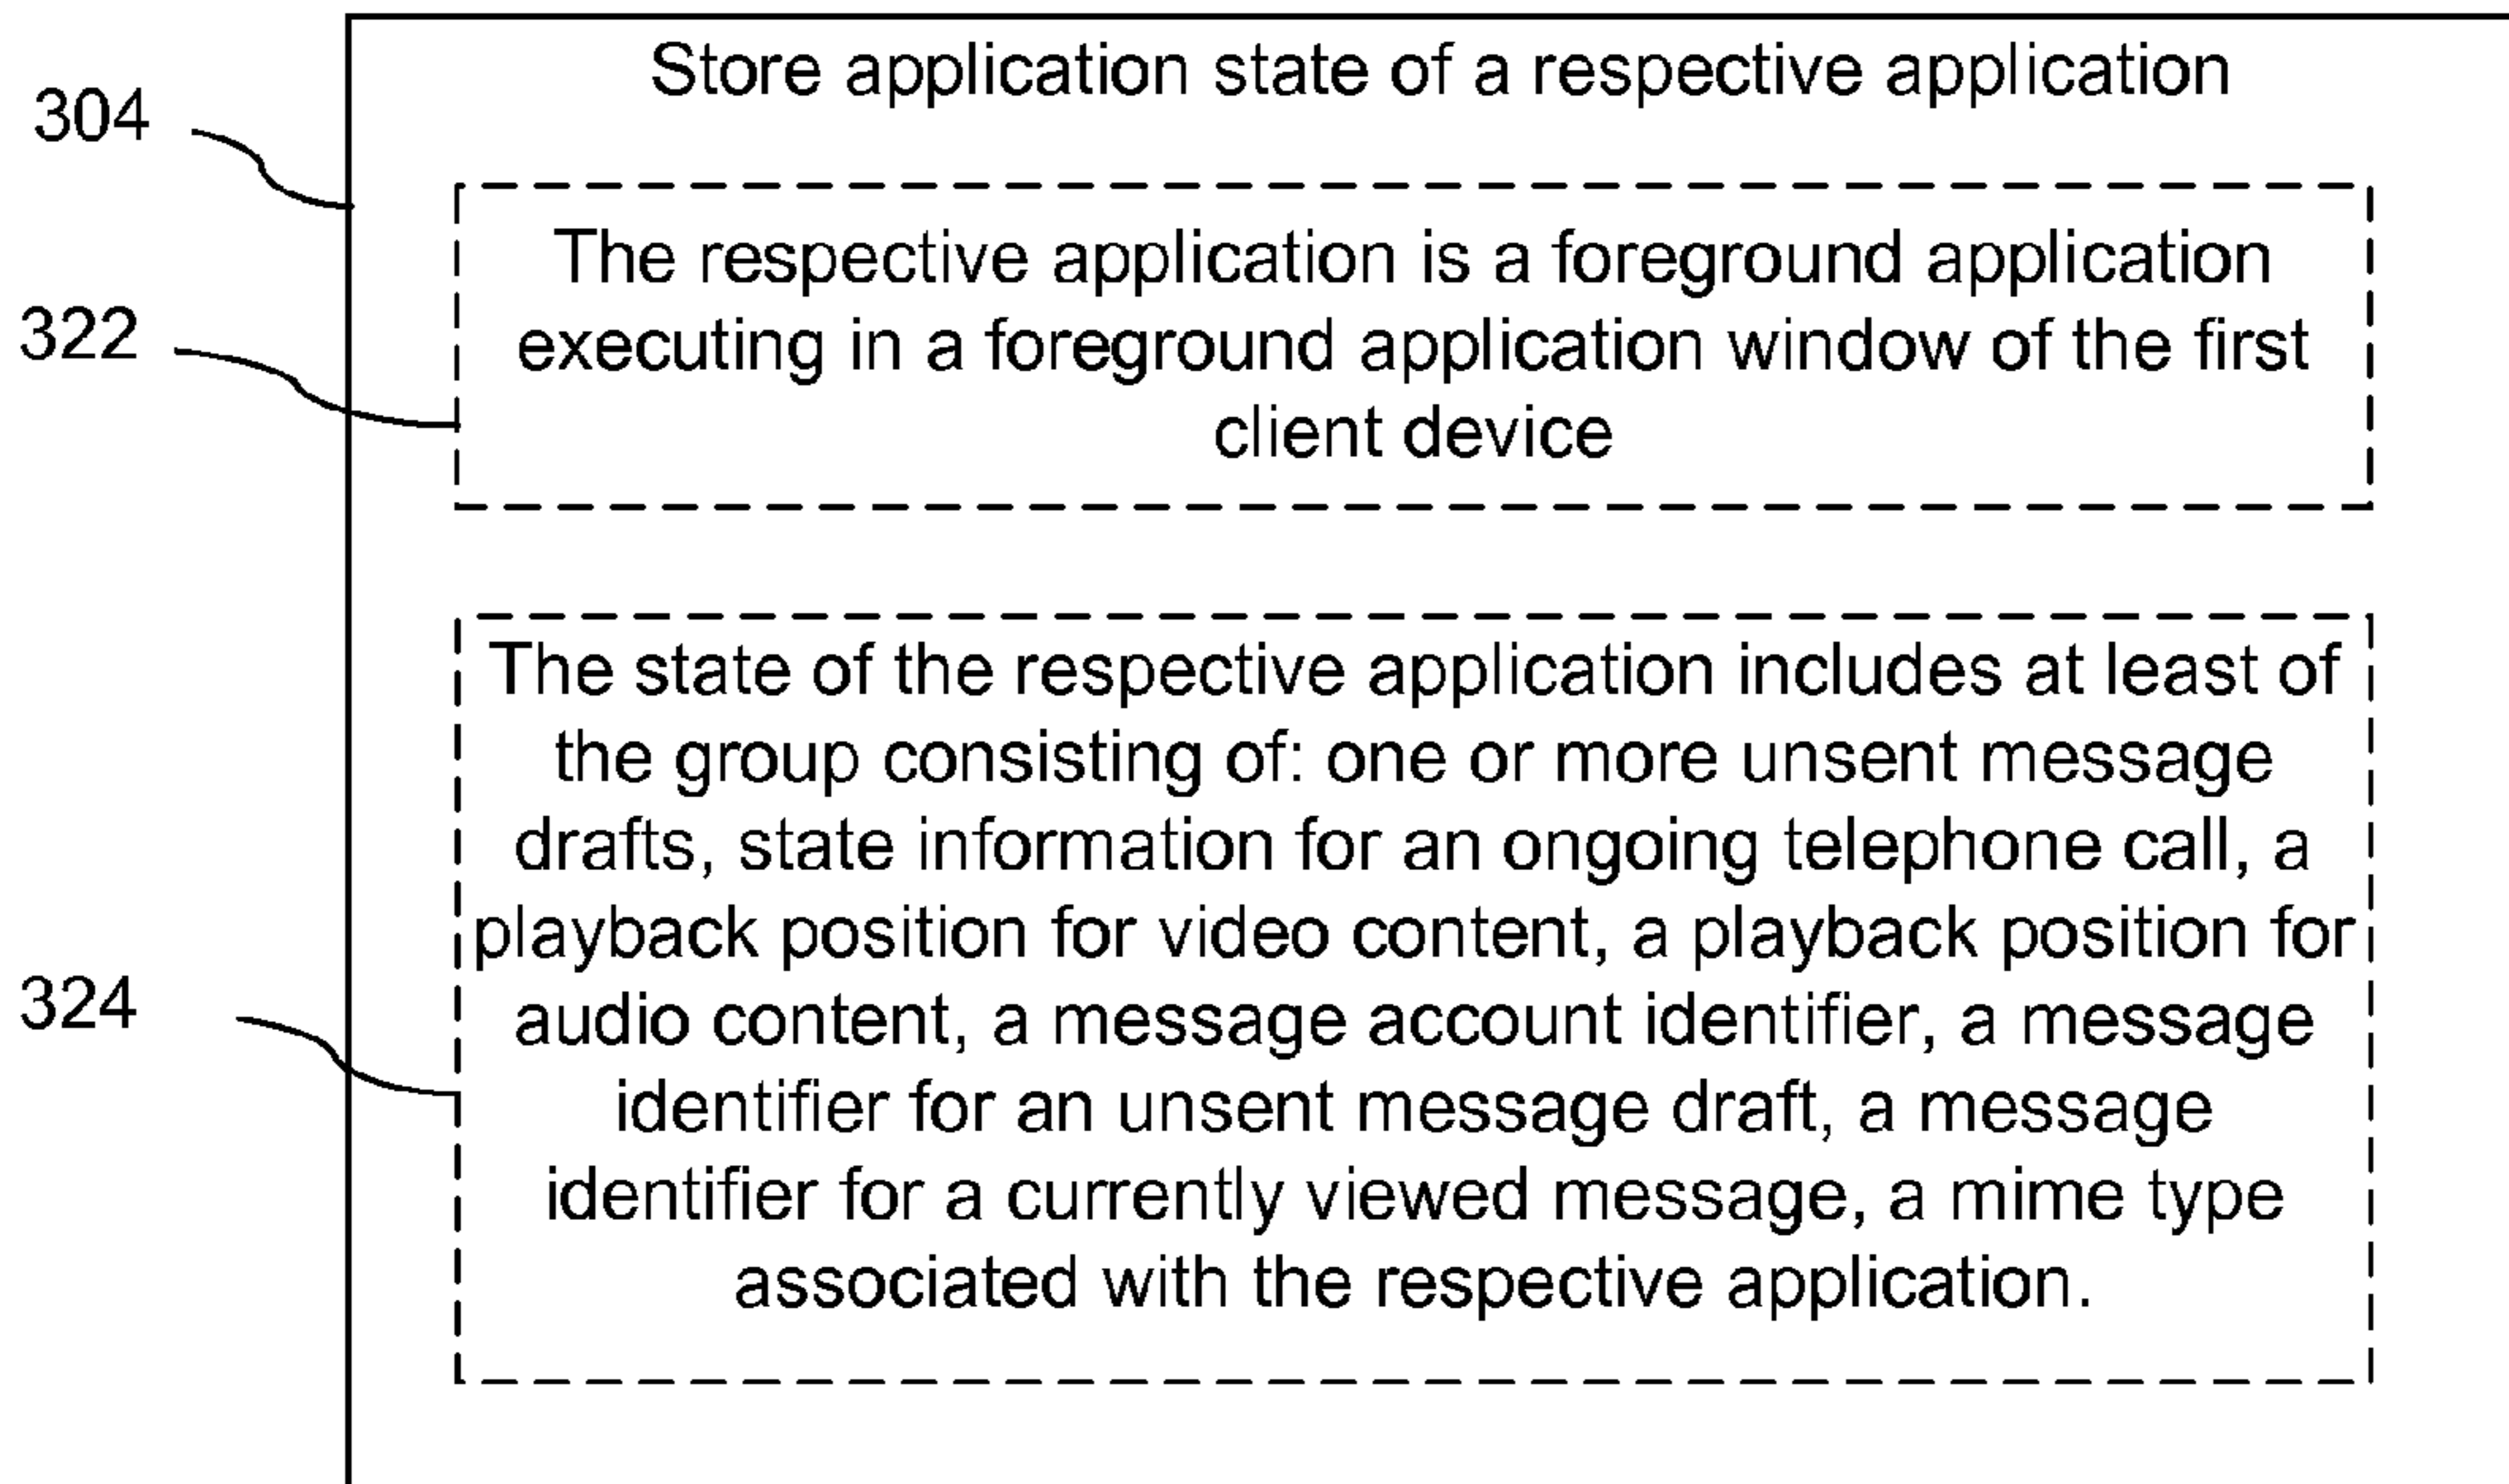 Store application state of a respective application
304
The respective application is a foreground application
executing in a foreground application window of the first
client device
322
The state of the respective application includes at least of
the group consisting of: one or more unsent message
drafts, state information for an ongoing telephone call, a
playback position for video content, a playback position for
audio content, a message account identifier, a message
identifier for an unsent message draft, a message
identifier for a currently viewed message, a mime type
associated with the respective application.
324